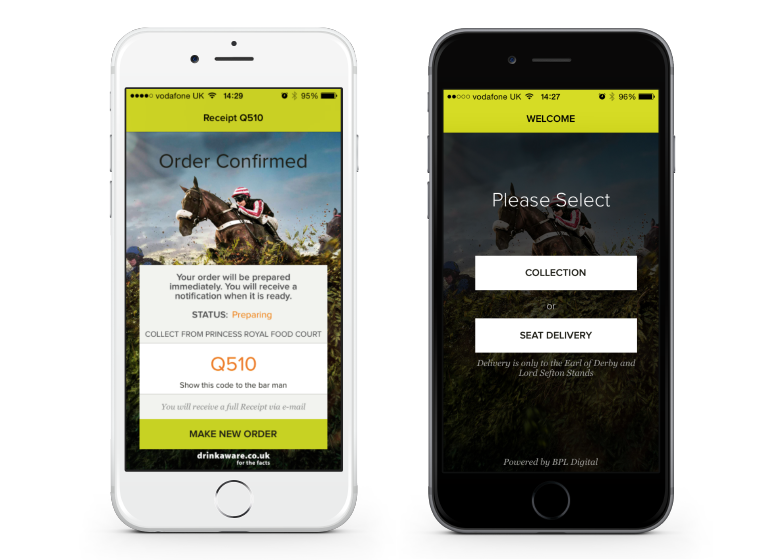 vodafone UK 14:29 95%
Receipt Q510
Order Confirmed
Your order will be prepared
immediately. You will receive a
notification when it is ready.
STATUS: Preparing
COLLECT FROM PRINCESS ROYAL FOOD COURT
Q510
Show this code to the bar man
You will receive a full Receipt via e-mail
MAKE NEW ORDER
drinkaware.co.uk
for the facts
vodafone UK 14:27 96%
WELCOME
Please Select
COLLECTION
or
SEAT DELIVERY
Delivery is only to the Earl of Derby and
Lord Sefton Stands
Powered by BPL Digital